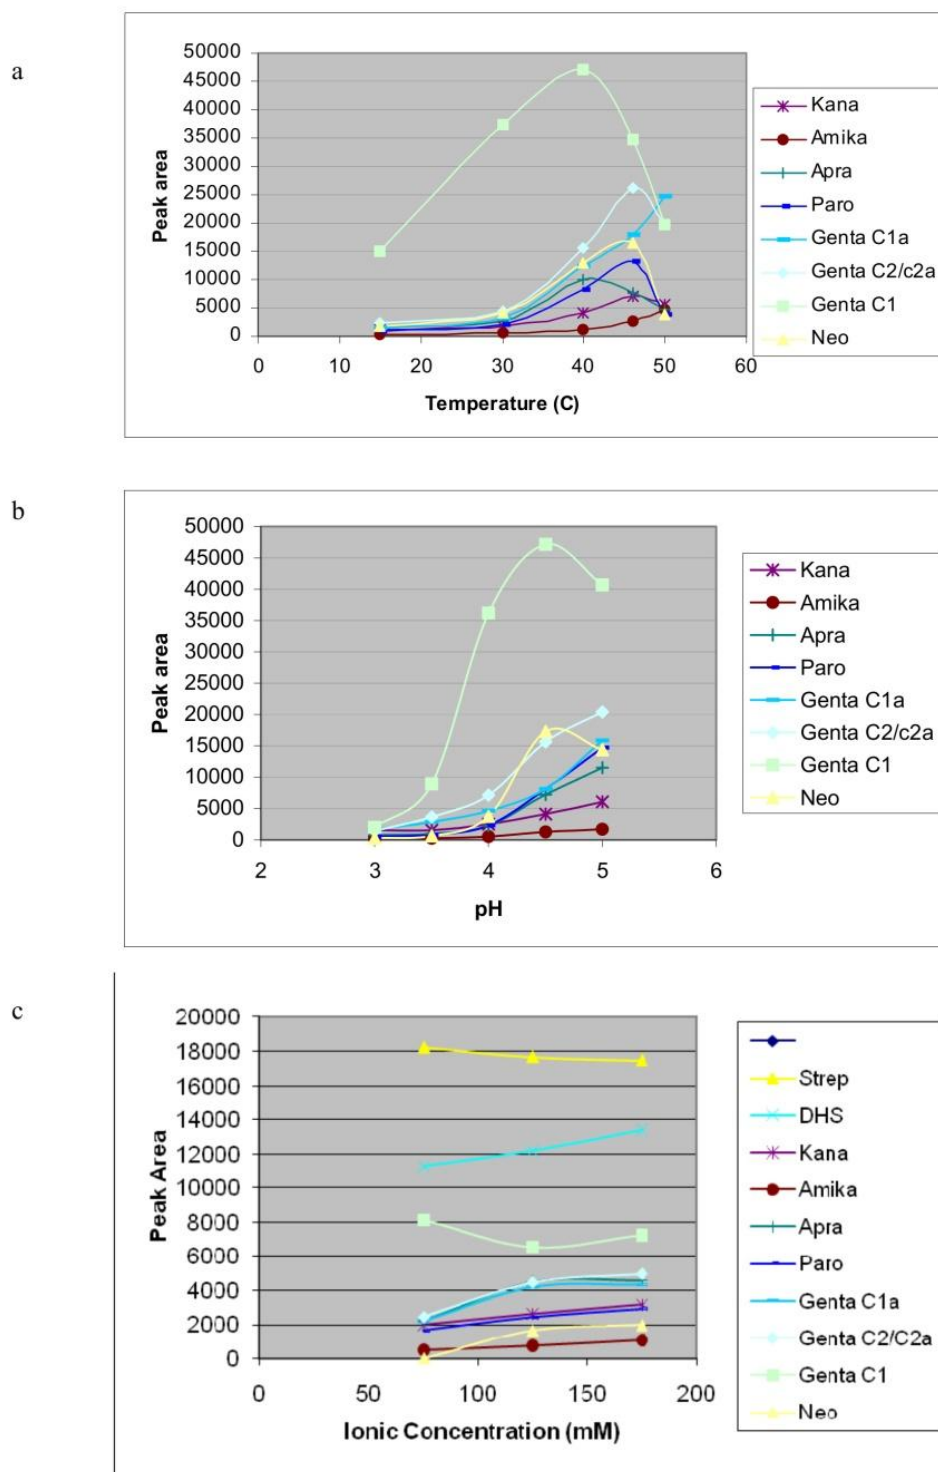 a
50000
45000
40000
35000
30000
25000
20000
15000
10000
5000
0
Peak area
0 10 20 30 40 50 60
Temperature (C)
Kana
Amika
Apra
Paro
Genta C1a
Genta C2/c2a
Genta C1
Neo
b
50000
45000
40000
35000
30000
25000
20000
15000
10000
5000
0
Peak area
2 3 4 5 6
pH
Kana
Amika
Apra
Paro
Genta C1a
Genta C2/c2a
Genta C1
Neo
c
20000
18000
16000
14000
12000
10000
8000
6000
4000
2000
0
Peak Area
0 50 100 150 200
Ionic Concentration (mM)
Strep
DHS
Kana
Amika
Apra
Paro
Genta C1a
Genta C2/C2a
Genta C1
Neo